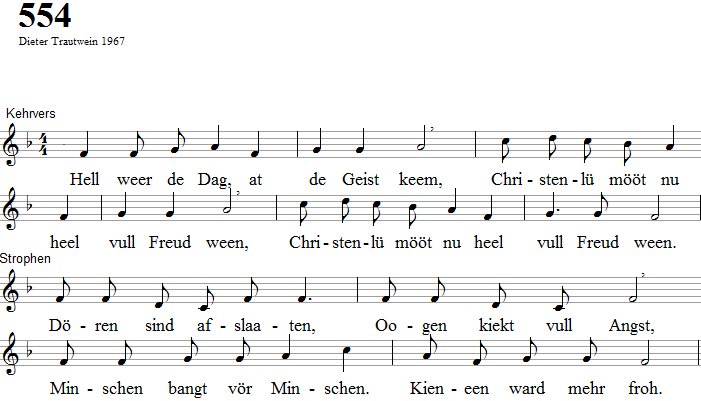 554
Dieter Trautwein 1967
Kehrvers
Hell weer de Dag, at de Geist keem, Chri - sten - lü mööt nu
heel vull Freud ween, Chri - sten - lü mööt nu heel vull Freud ween.
Strophen
Dö - ren sind af - slaa - ten, Oo - gen kiekt vull Angst,
Min - schen bangt vör Min - schen. Kien - een ward mehr froh.